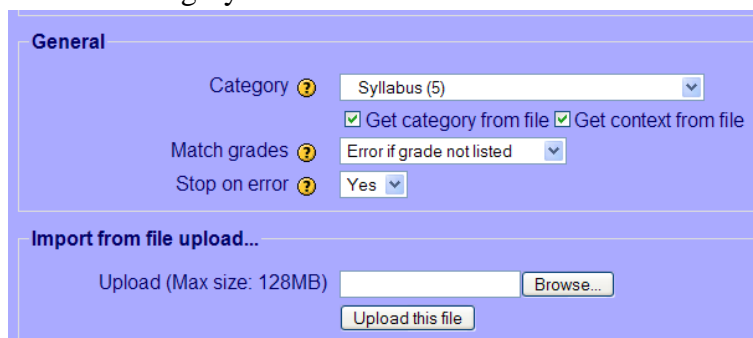 General
Category ? Syllabus (5)
Get category from file Get context from file
Match grades ? Error if grade not listed
Stop on error ? Yes
Import from file upload...
Upload (Max size: 128MB) Browse...
Upload this file